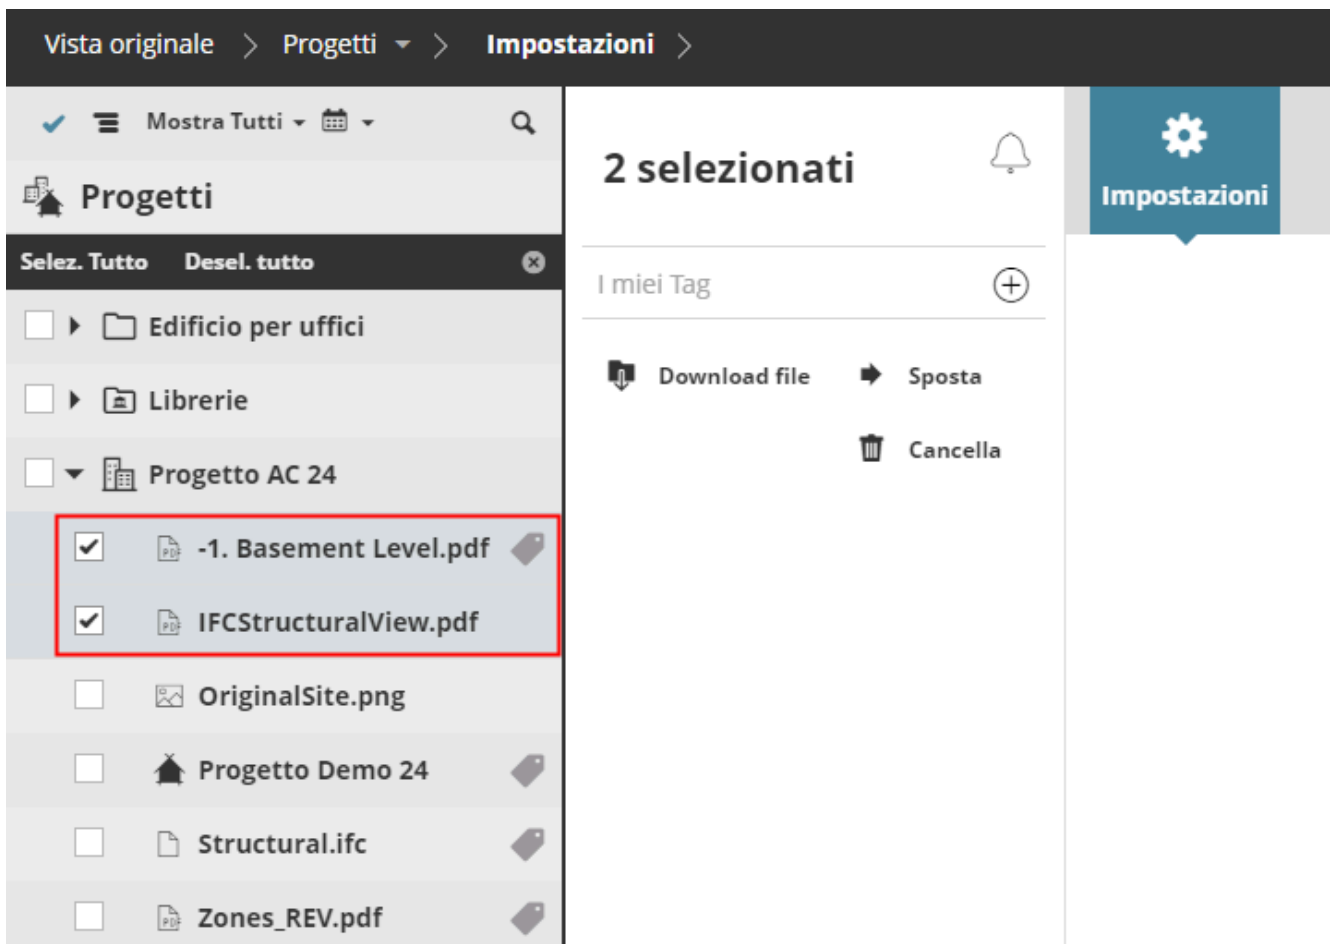 Vista originale > Progetti > Impostazioni >
Mostra Tutti
Progetti
Selez. Tutto Desel. tutto
Edificio per uffici
Librerie
Progetto AC 24
-1. Basement Level.pdf
IFCStructuralView.pdf
OriginalSite.png
Progetto Demo 24
Structural.ifc
Zones_REV.pdf
2 selezionati
I miei Tag
Download file Sposta
Cancella
Impostazioni